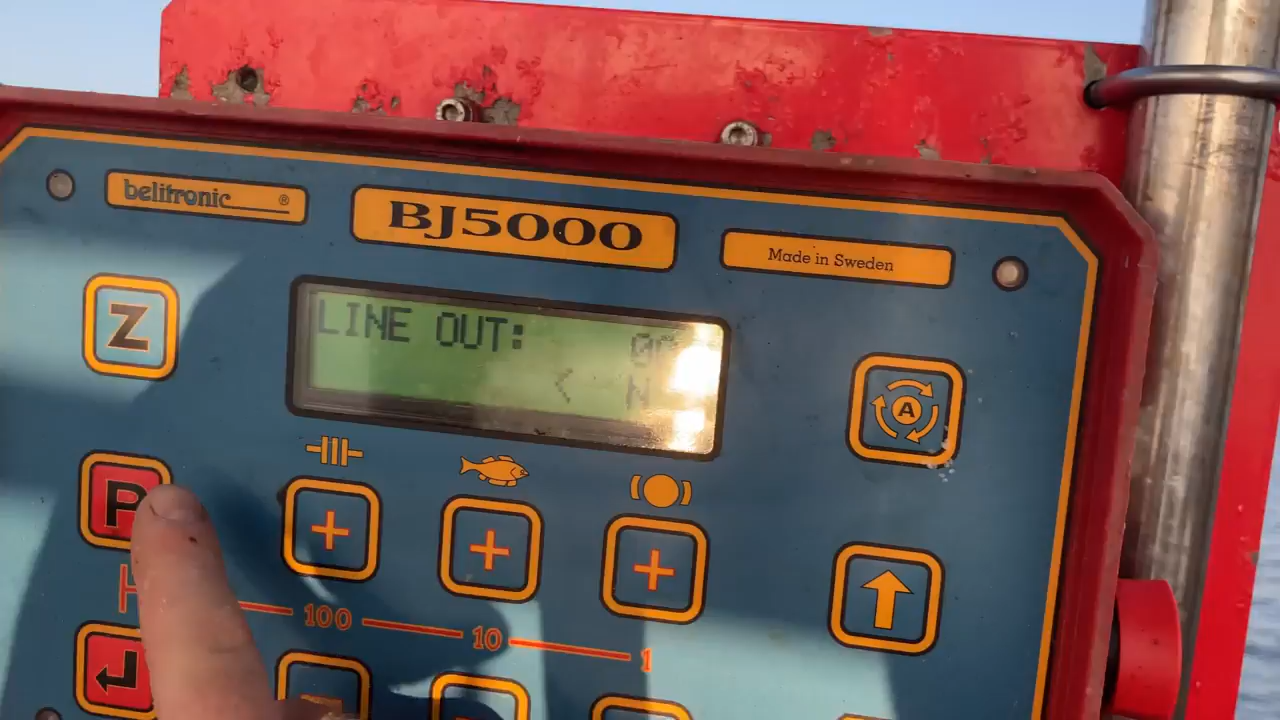 belitronic ®
BJ5000
Made in Sweden
Z
LINE OUT:
< N
A
P
100
10
1